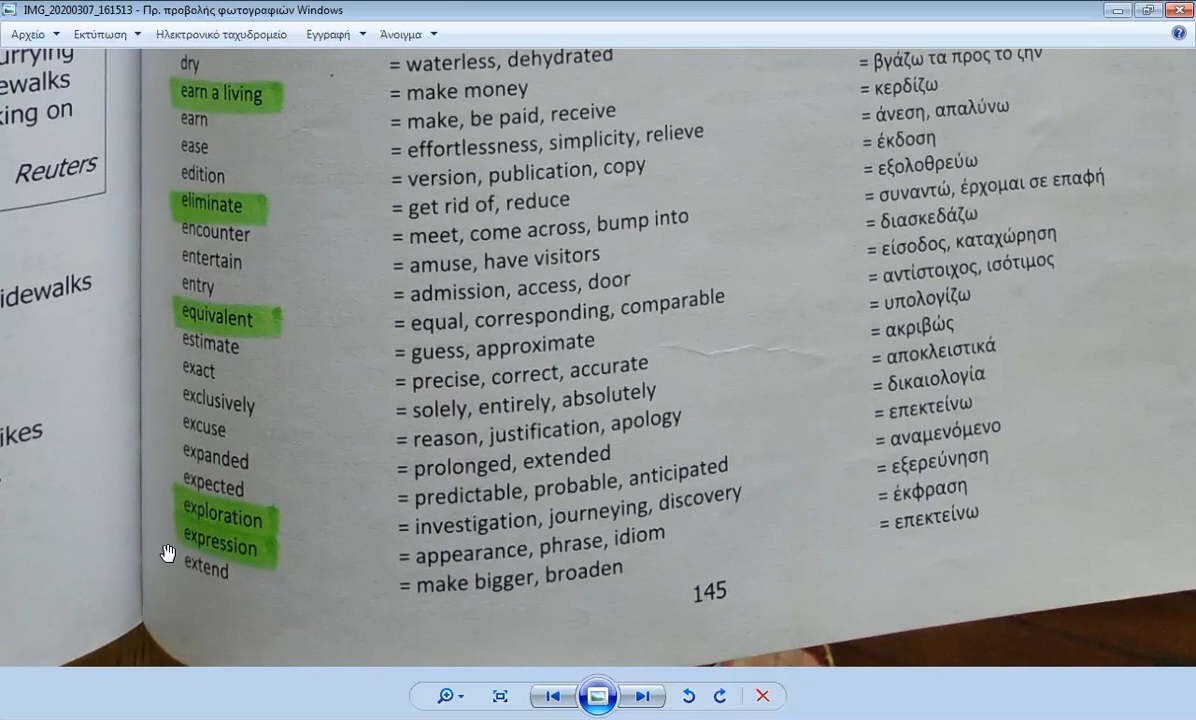 IMG_20200307_161513 - Πρ. προβολής φωτογραφιών Windows
Αρχείο Εκτύπωση Ηλεκτρονικό ταχυδρομείο Εγγραφή Άνοιγμα
urrying
ewalks
king on
Reuters
idewalks
ikes
dry = waterless, dehydrated
earn a living = make money = βγάζω τα προς το ζην
earn = make, be paid, receive = κερδίζω
ease = effortlessness, simplicity, relieve = άνεση, απαλύνω
edition = version, publication, copy = έκδοση
eliminate = get rid of, reduce = εξολοθρεύω
encounter = meet, come across, bump into = συναντώ, έρχομαι σε επαφή
entertain = amuse, have visitors = διασκεδάζω
entry = admission, access, door = είσοδος, καταχώρηση
equivalent = equal, corresponding, comparable = αντίστοιχος, ισότιμος
estimate = guess, approximate = υπολογίζω
exact = precise, correct, accurate = ακριβώς
exclusively = solely, entirely, absolutely = αποκλειστικά
excuse = reason, justification, apology = δικαιολογία
expanded = prolonged, extended = επεκτείνω
expected = predictable, probable, anticipated = αναμενόμενο
exploration = investigation, journeying, discovery = εξερεύνηση
expression = appearance, phrase, idiom = έκφραση
extend = make bigger, broaden = επεκτείνω
145